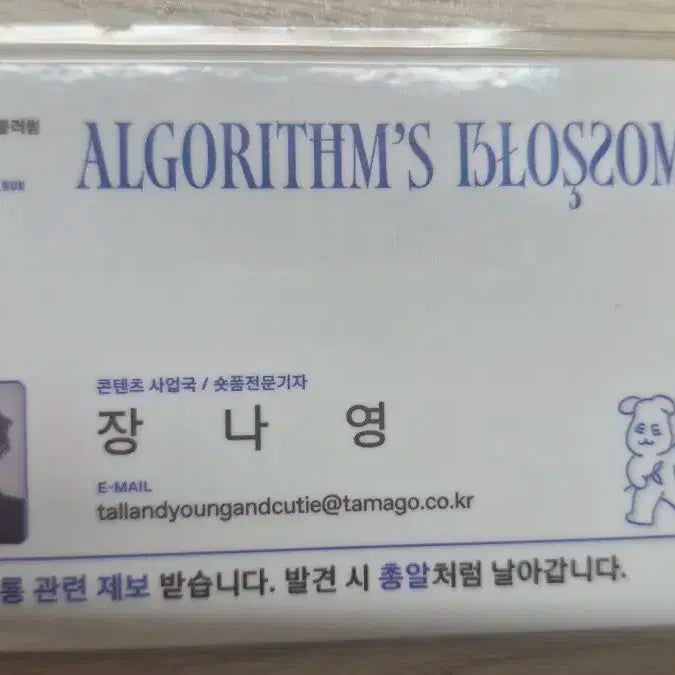 ALGORITHM'S BLOSSOM
콘텐츠 사업국 / 숏폼전문기자
장 나 영
E-MAIL
tallandyoungandcutie@tamago.co.kr
관련 제보 받습니다. 발견 시 총알처럼 날아갑니다.